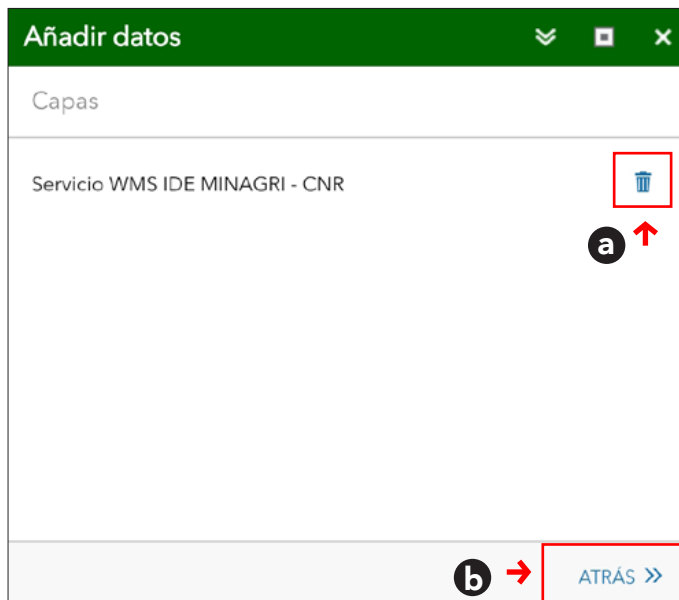 Añadir datos
Capas
Servicio WMS IDE MINAGRI - CNR
a
b
ATRÁS >>